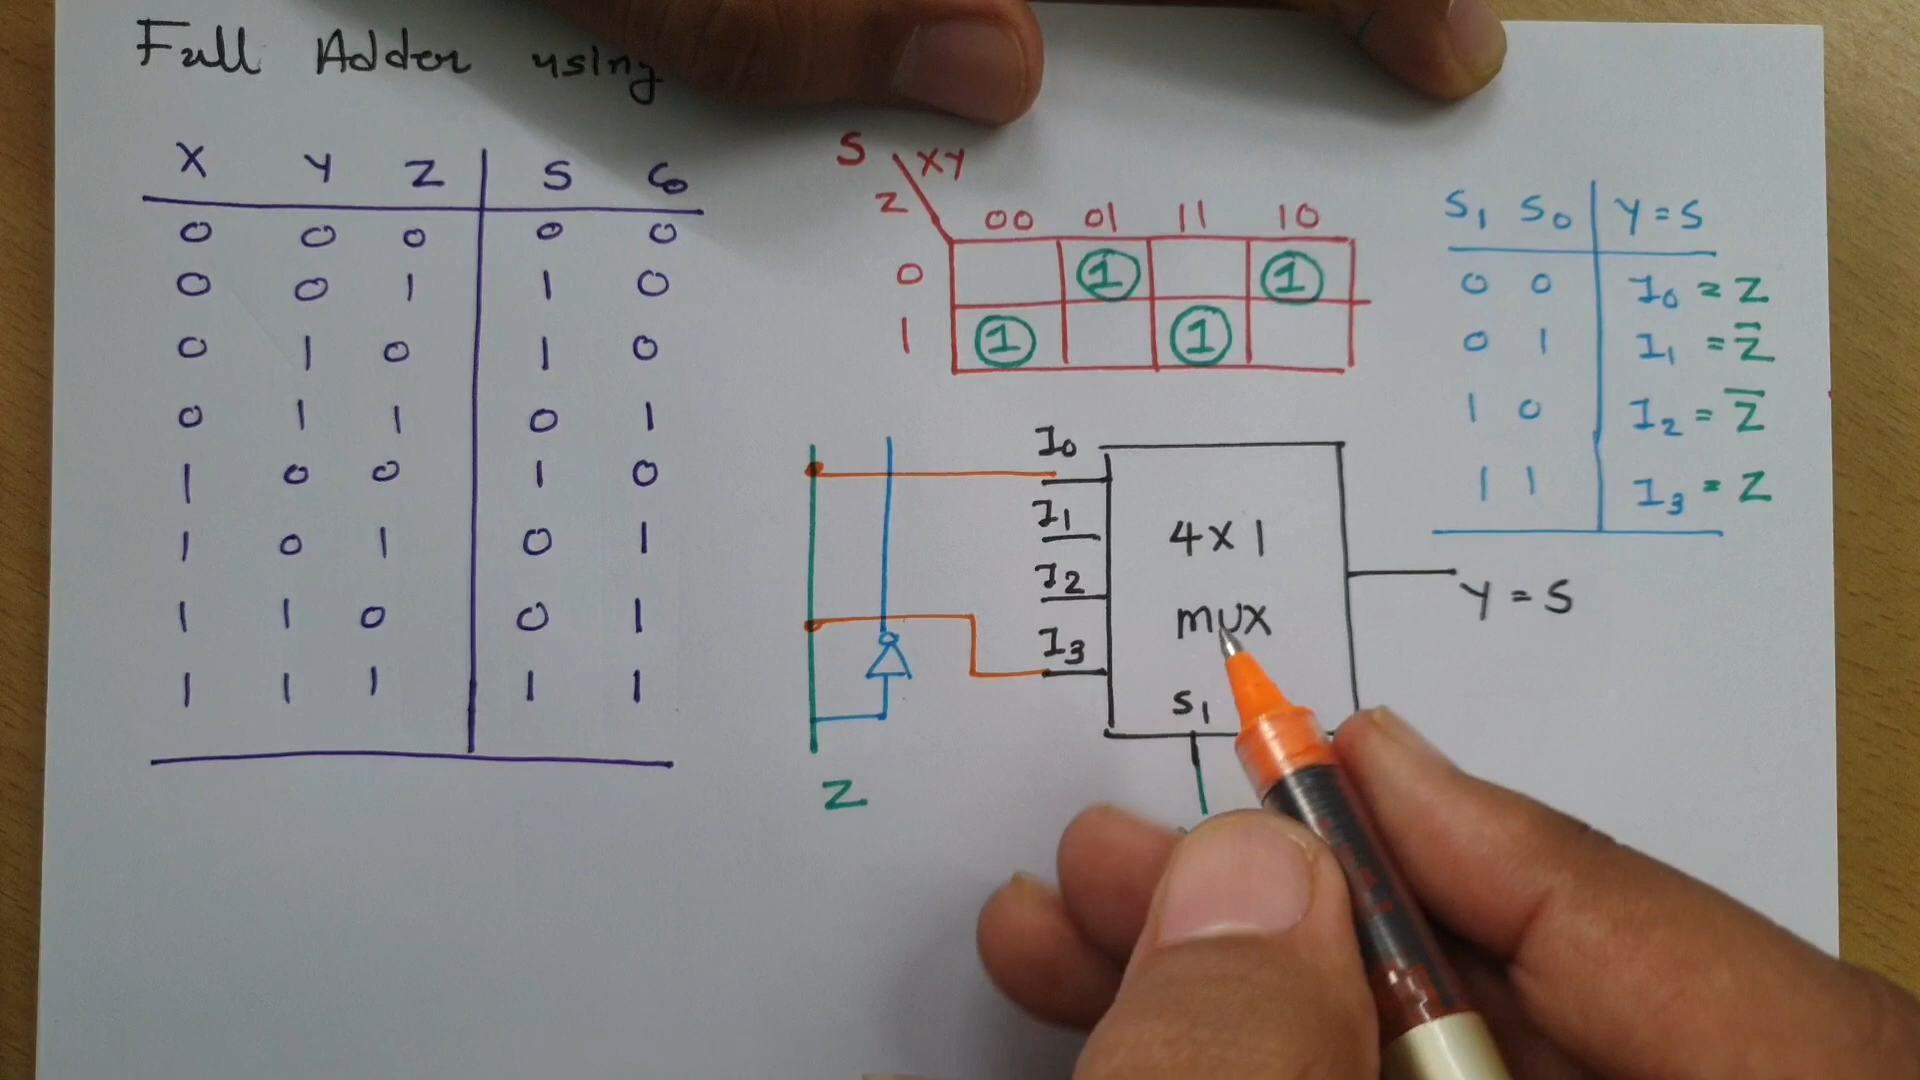 Full Adder using
X Y Z S C₀
0 0 0 0 0
0 0 1 1 0
0 1 0 1 0
0 1 1 0 1
1 0 0 1 0
1 0 1 0 1
1 1 0 0 1
1 1 1 1 1
S XY
Z 00 01 11 10
0 1 1
1 1 1
S₁ S₀ Y = S
0 0 I₀ = Z
0 1 I₁ = Z̅
1 0 I₂ = Z̅
1 1 I₃ = Z
I₀
I₁
I₂
I₃
4X1
MUX
S₁
Y = S
Z